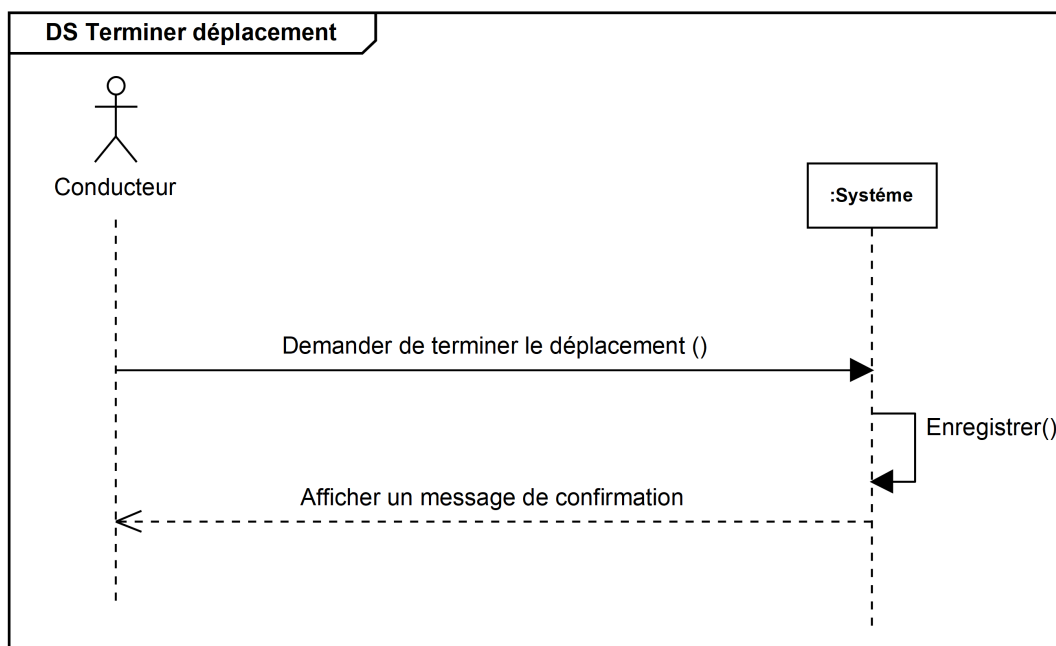 DS Terminer déplacement
Conducteur
:Systéme
Demander de terminer le déplacement ()
Enregistrer()
Afficher un message de confirmation